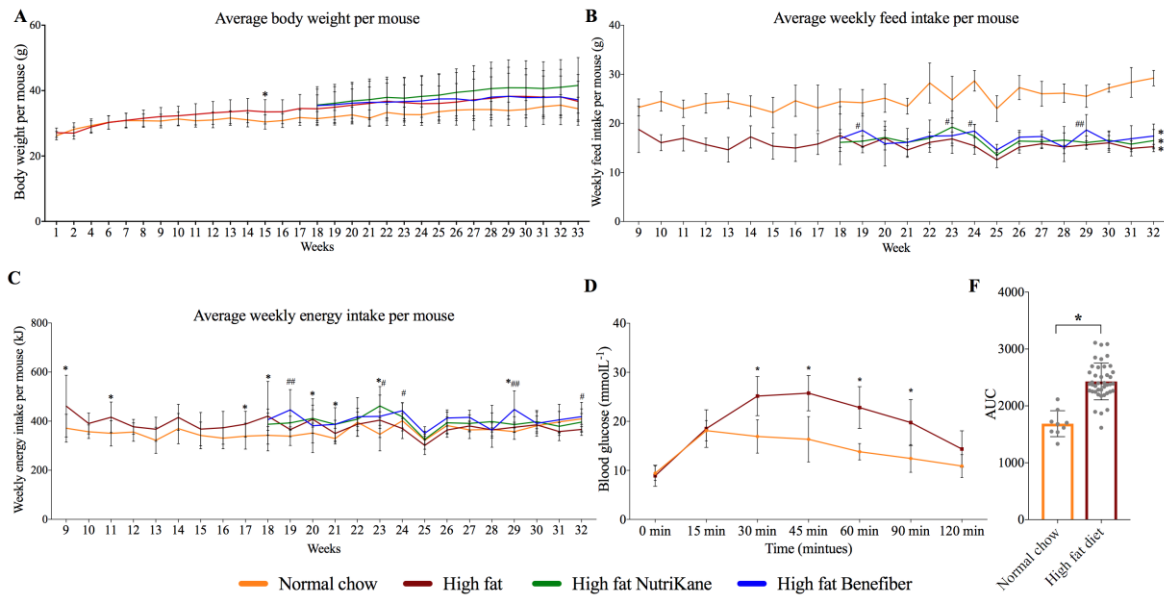 A
Average body weight per mouse
Body weight per mouse (g)
60
40
20
0
1 2 4 6 7 8 9 10 11 12 13 14 15 16 17 18 19 20 21 22 23 24 25 26 27 28 29 30 31 32 33
*
Weeks
B
Average weekly feed intake per mouse
Weekly feed intake per mouse (g)
40
30
20
10
0
9 10 11 12 13 14 15 16 17 18 19 20 21 22 23 24 25 26 27 28 29 30 31 32
# # # ##
*
*
*
Week
C
Average weekly energy intake per mouse
Weekly energy intake per mouse (kJ)
800
600
400
200
0
* * * * ## * * *# # *## #
9 10 11 12 13 14 15 16 17 18 19 20 21 22 23 24 25 26 27 28 29 30 31 32
Weeks
D
Blood glucose (mmolL-1)
40
30
20
10
0
* * * *
0 min 15 min 30 min 45 min 60 min 90 min 120 min
Time (mintues)
F
AUC
4000
3000
2000
1000
0
*
Normal chow
High fat diet
Normal chow High fat High fat NutriKane High fat Benefiber